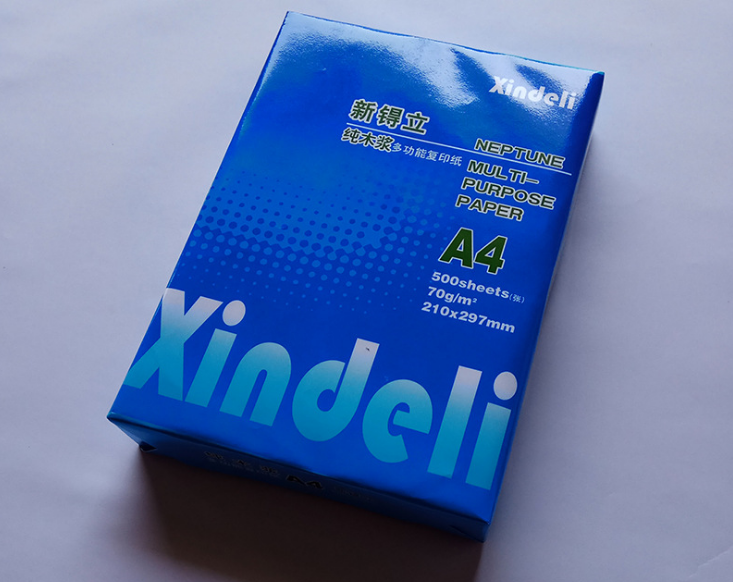 Xindeli
新锝立
纯木浆多功能复印纸
NEPTUNE
MULTI-
PURPOSE
PAPER
A4
500sheets(张)
70g/m²
210x297mm
Xindeli
A4